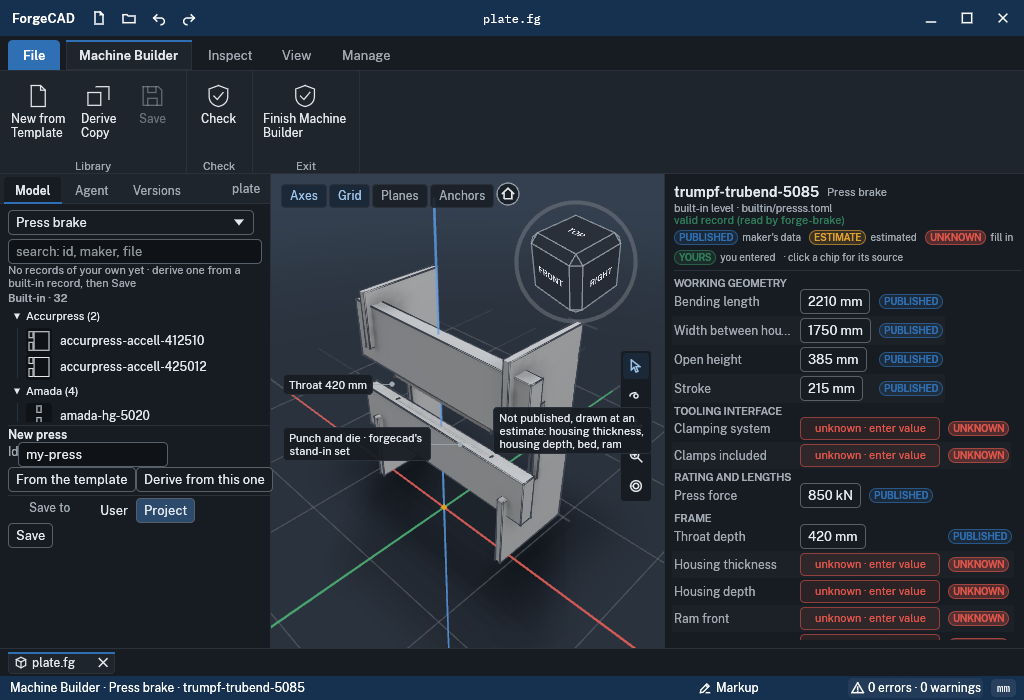 ForgeCAD
plate.fg
File
Machine Builder
Inspect
View
Manage
New from
Template
Derive
Copy
Save
Check
Finish Machine
Builder
Library
Check
Exit
Model
Agent
Versions
plate
Press brake
search: id, maker, file
No records of your own yet · derive one from a
built-in record, then Save
Built-in · 32
Accurpress (2)
accurpress-accell-412510
accurpress-accell-425012
Amada (4)
amada-hg-5020
New press
Id
my-press
From the template
Derive from this one
Save to
User
Project
Save
Axes
Grid
Planes
Anchors
TOP
FRONT
RIGHT
Throat 420 mm
Punch and die · forgecad's
stand-in set
Not published, drawn at an
estimate: housing thickness,
housing depth, bed, ram
trumpf-trubend-5085 Press brake
built-in level · builtin/presss.toml
valid record (read by forge-brake)
PUBLISHED maker's data ESTIMATE estimated UNKNOWN fill in
YOURS you entered · click a chip for its source
WORKING GEOMETRY
Bending length 2210 mm PUBLISHED
Width between hou... 1750 mm PUBLISHED
Open height 385 mm PUBLISHED
Stroke 215 mm PUBLISHED
TOOLING INTERFACE
Clamping system unknown · enter value UNKNOWN
Clamps included unknown · enter value UNKNOWN
RATING AND LENGTHS
Press force 850 kN PUBLISHED
FRAME
Throat depth 420 mm PUBLISHED
Housing thickness unknown · enter value UNKNOWN
Housing depth unknown · enter value UNKNOWN
Ram front unknown · enter value UNKNOWN
plate.fg
Machine Builder · Press brake · trumpf-trubend-5085
Markup
0 errors · 0 warnings
mm